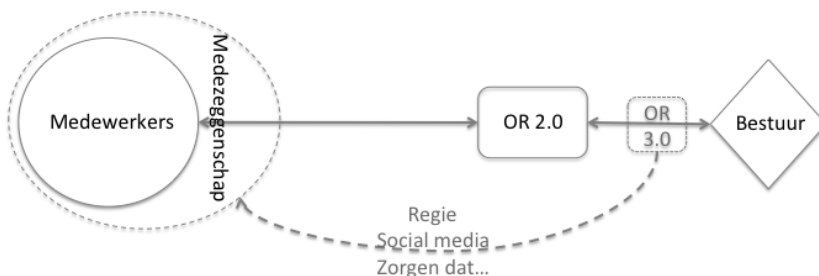 Medewerkers
Medezeggenschap
OR 2.0
OR
3.0
Bestuur
Regie
Social media
Zorgen dat...